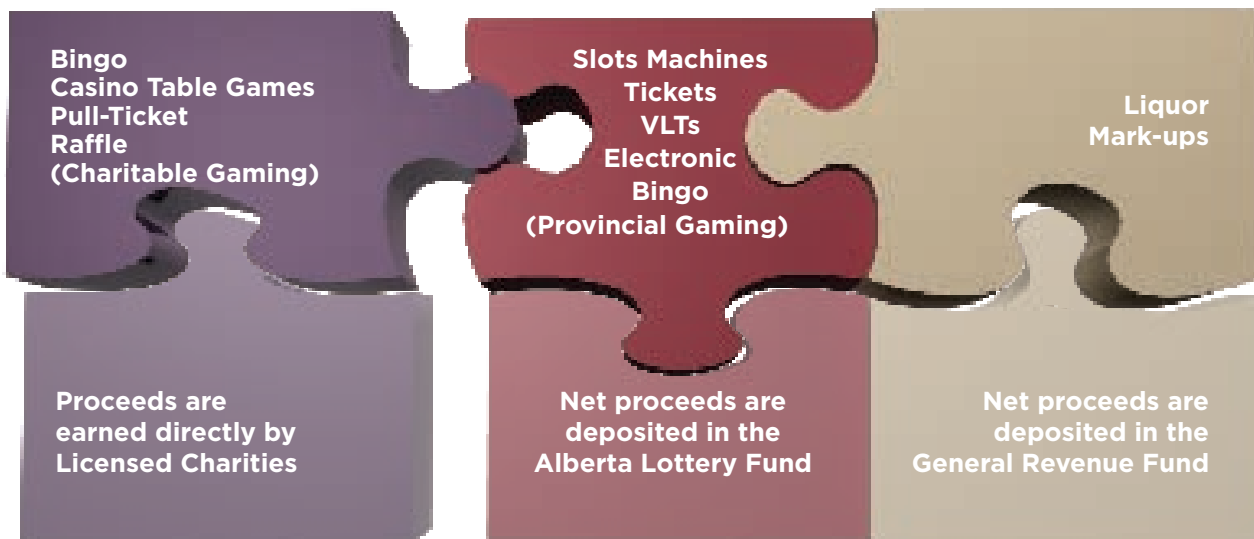 Bingo
Casino Table Games
Pull-Ticket
Raffle
(Charitable Gaming)
Slots Machines
Tickets
VLTs
Electronic
Bingo
(Provincial Gaming)
Liquor
Mark-ups
Proceeds are
earned directly by
Licensed Charities
Net proceeds are
deposited in the
Alberta Lottery Fund
Net proceeds are
deposited in the
General Revenue Fund